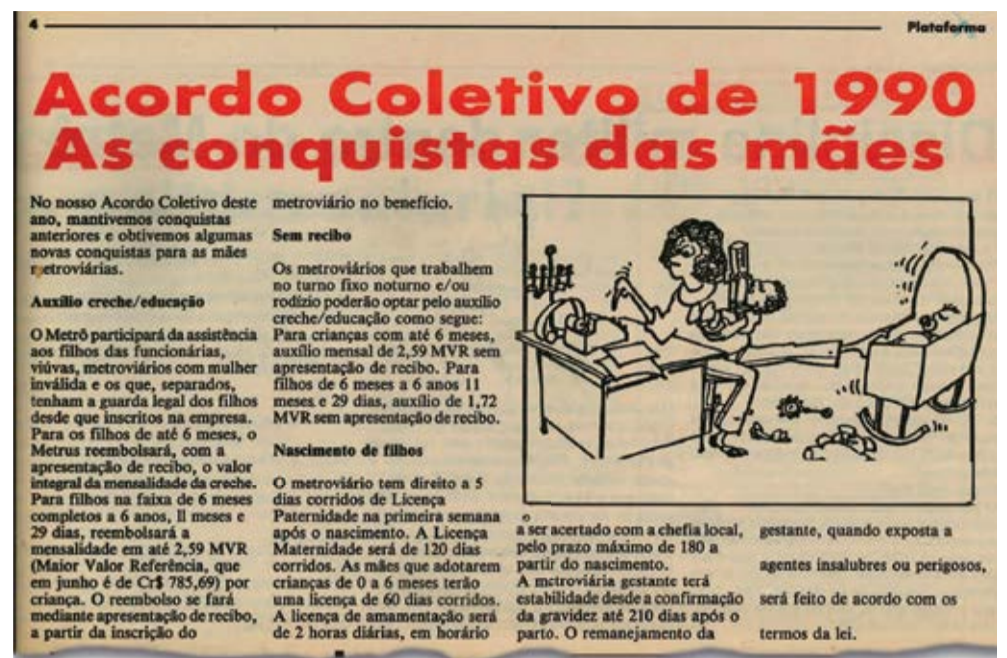 4
Plataforma
Acordo Coletivo de 1990
As conquistas das mães
No nosso Acordo Coletivo deste
ano, mantivemos conquistas
anteriores e obtivemos algumas
novas conquistas para as mães
metroviárias.
Auxílio creche/educação
O Metrô participará da assistência
aos filhos das funcionárias,
viúvas, metroviários com mulher
inválida e os que, separados,
tenham a guarda legal dos filhos
desde que inscritos na empresa.
Para os filhos de até 6 meses, o
Metrus reembolsará, com a
apresentação de recibo, o valor
integral da mensalidade da creche.
Para filhos na faixa de 6 meses
completos a 6 anos, 11 meses e
29 dias, reembolsará a
mensalidade em até 2,59 MVR
(Maior Valor Referência, que
em junho é de Cr$ 785,69) por
criança. O reembolso se fará
mediante apresentação de recibo,
a partir da inscrição do
metroviário no benefício.
Sem recibo
Os metroviários que trabalhem
no turno fixo noturno e/ou
rodízio poderão optar pelo auxílio
creche/educação como segue:
Para crianças com até 6 meses,
auxílio mensal de 2,59 MVR sem
apresentação de recibo. Para
filhos de 6 meses a 6 anos 11
meses e 29 dias, auxílio de 1,72
MVR sem apresentação de recibo.
Nascimento de filhos
O metroviário tem direito a 5
dias corridos de Licença
Paternidade na primeira semana
após o nascimento. A Licença
Maternidade será de 120 dias
corridos. As mães que adotarem
crianças de 0 a 6 meses terão
uma licença de 60 dias corridos.
A licença de amamentação será
de 2 horas diárias, em horário
a ser acertado com a chefia local,
pelo prazo máximo de 180 a
partir do nascimento.
A metroviária gestante terá
estabilidade desde a confirmação
da gravidez até 210 dias após o
parto. O remanejamento da
gestante, quando exposta a
agentes insalubres ou perigosos,
será feito de acordo com os
termos da lei.